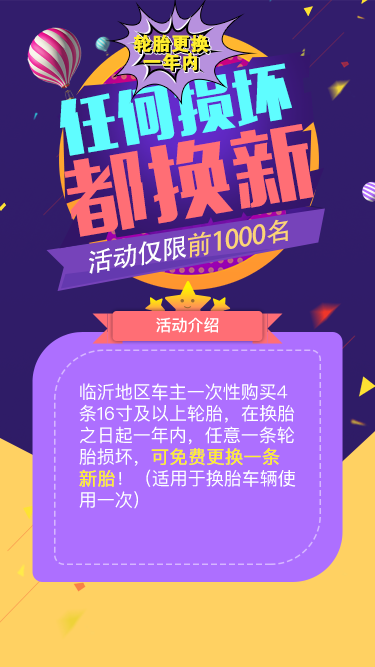 轮胎更换
一年内
任何损坏
都换新
活动仅限前1000名
活动介绍
临沂地区车主一次性购买4
条16寸及以上轮胎，在换胎
之日起一年内，任意一条轮
胎损坏，可免费更换一条
新胎！（适用于换胎车辆使
用一次）